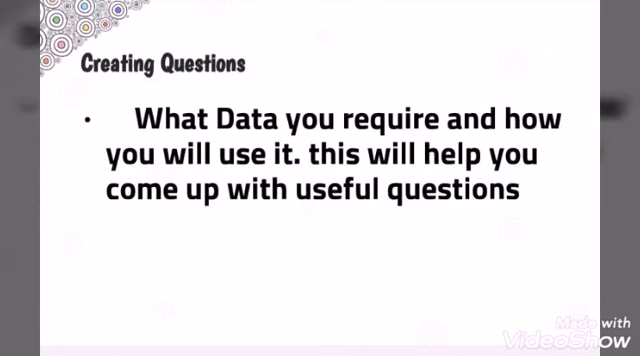 Creating Questions
• What Data you require and how
you will use it. this will help you
come up with useful questions
Made with
VideoShow